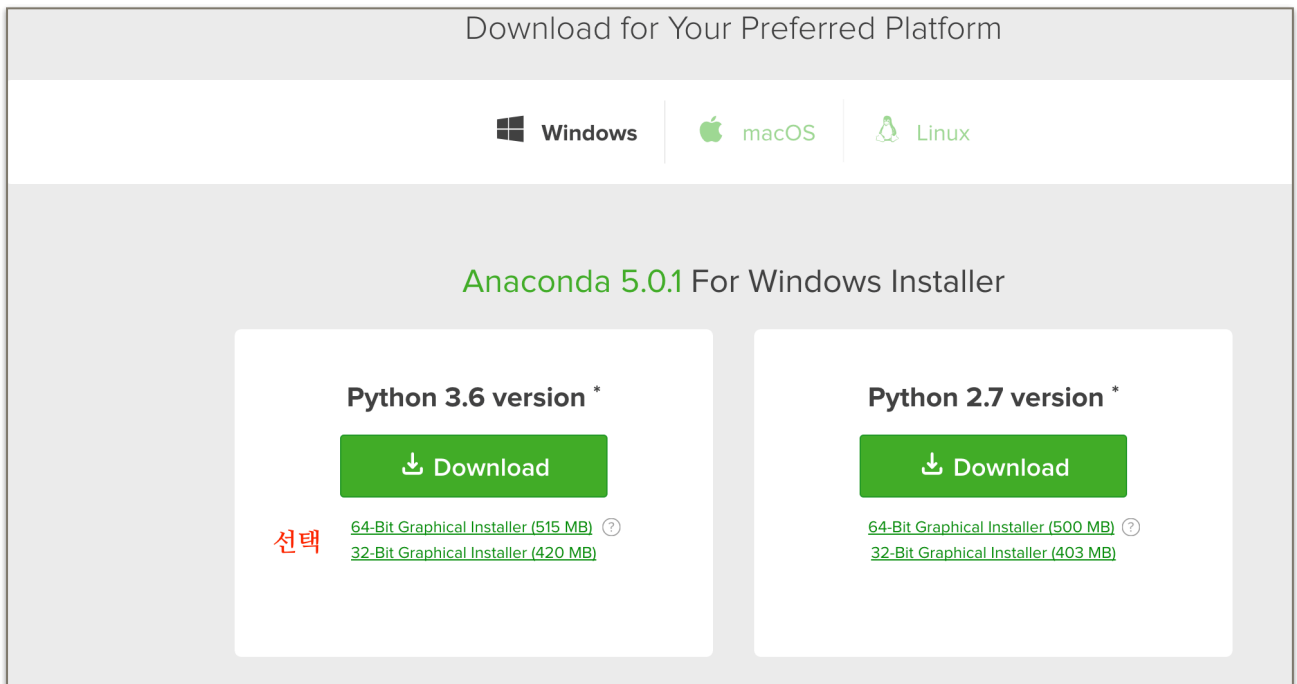 Download for Your Preferred Platform
Windows macOS Linux
Anaconda 5.0.1 For Windows Installer
Python 3.6 version *
Download
64-Bit Graphical Installer (515 MB) ?
선택
32-Bit Graphical Installer (420 MB)
Python 2.7 version *
Download
64-Bit Graphical Installer (500 MB) ?
32-Bit Graphical Installer (403 MB)